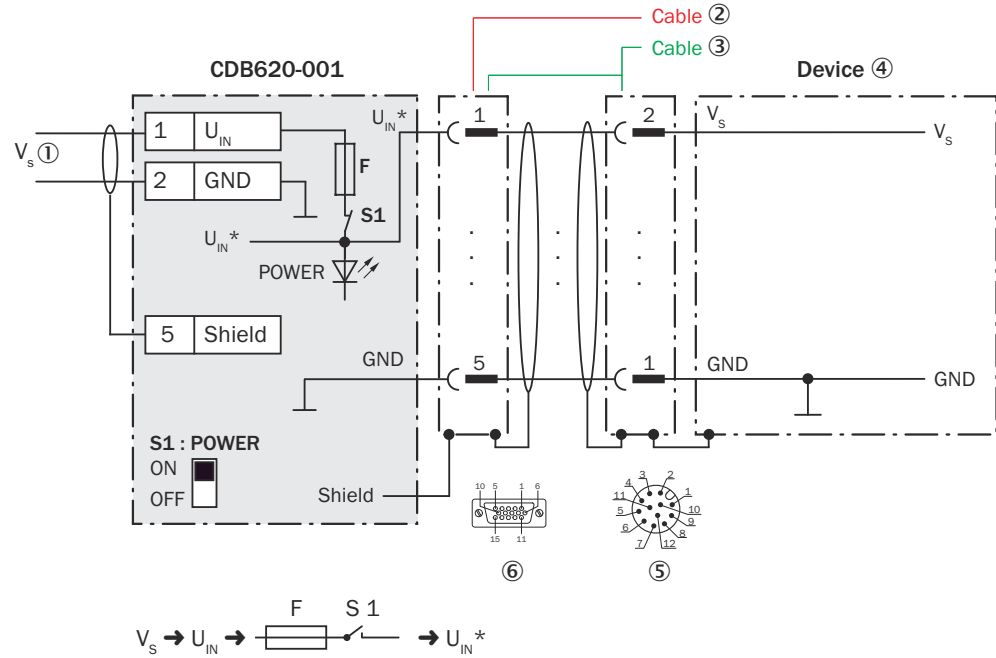 Cable ②
Cable ③
CDB620-001
Device ④
V_S ①
1 U_IN
2 GND
5 Shield
F
S1
U_IN*
U_IN*
POWER
GND
Shield
S1 : POWER
ON
OFF
1
.
.
.
5
.
.
2
.
.
.
1
V_S
V_S
GND
GND
10 5 1 6
15 11
⑥
3 2
4 1
11 10
5 9
6 8
7 12
⑤
F S 1
V_S ➔ U_IN ➔ ➔ U_IN*